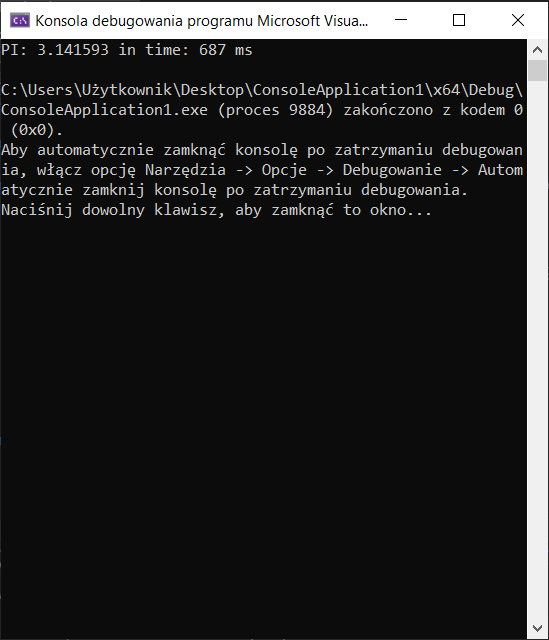 Konsola debugowania programu Microsoft Visua...
PI: 3.141593 in time: 687 ms
C:\Users\Użytkownik\Desktop\ConsoleApplication1\x64\Debug\
ConsoleApplication1.exe (proces 9884) zakończono z kodem 0
(0x0).
Aby automatycznie zamknąć konsolę po zatrzymaniu debugowan
ia, włącz opcję Narzędzia -> Opcje -> Debugowanie -> Autom
atycznie zamknij konsolę po zatrzymaniu debugowania.
Naciśnij dowolny klawisz, aby zamknąć to okno...